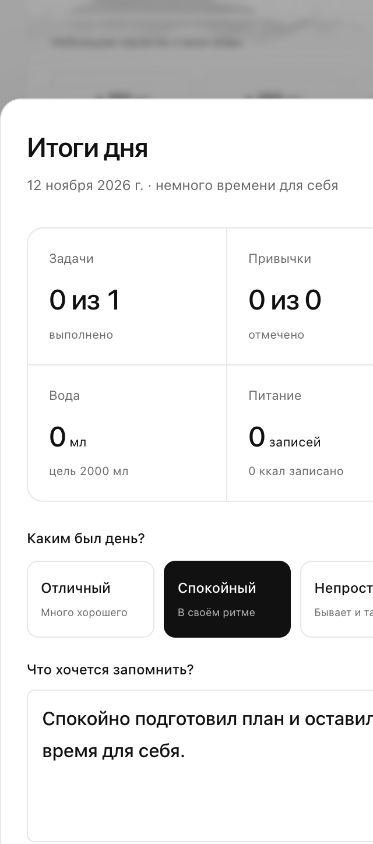 Итоги дня
12 ноября 2026 г. · немного времени для себя
Задачи
0 из 1
выполнено
Привычки
0 из 0
отмечено
Вода
0 мл
цель 2000 мл
Питание
0 записей
0 ккал записано
Каким был день?
Отличный
Много хорошего
Спокойный
В своём ритме
Непрост
Бывает и та
Что хочется запомнить?
Спокойно подготовил план и оставил
время для себя.